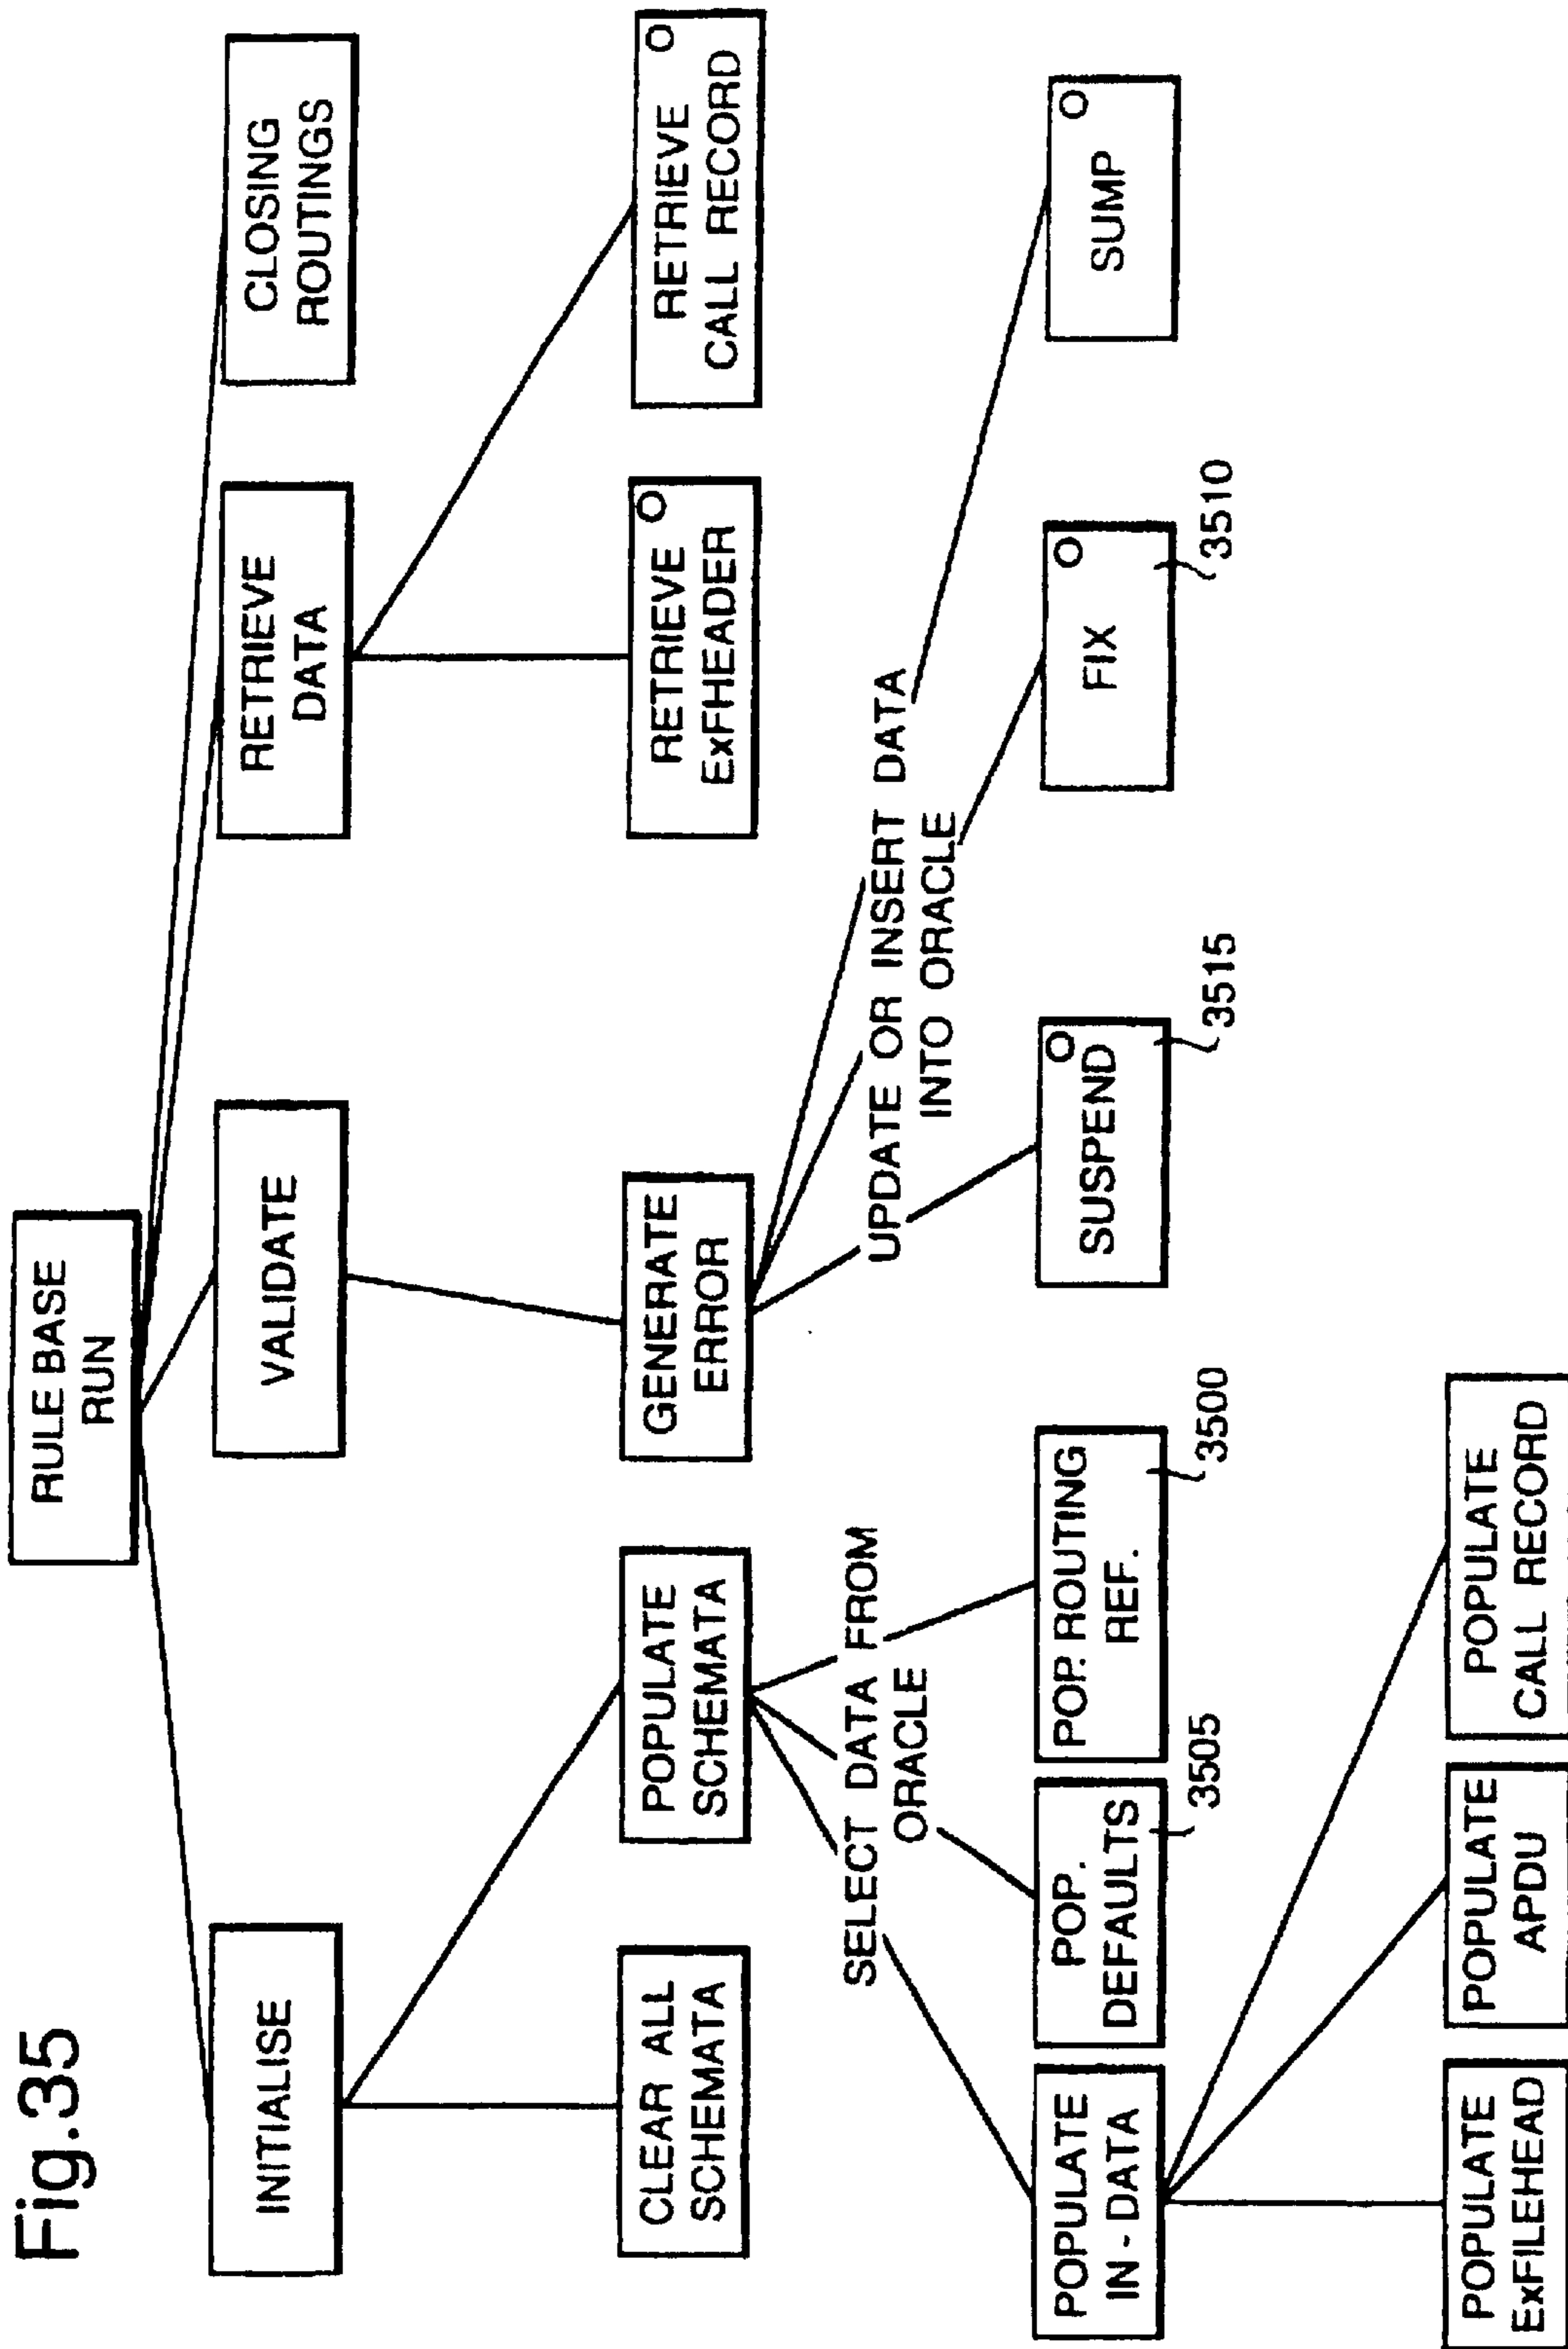 Fig.35
RULE BASE
RUN
INITIALISE
VALIDATE
RETRIEVE
DATA
CLOSING
ROUTINGS
CLEAR ALL
SCHEMATA
POPULATE
SCHEMATA
GENERATE
ERROR
RETRIEVE
ExFHEADER
O
RETRIEVE
CALL RECORD
O
SELECT DATA FROM
ORACLE
UPDATE OR INSERT DATA
INTO ORACLE
POPULATE
IN - DATA
POP.
DEFAULTS
3505
POP. ROUTING
REF.
3500
SUSPEND
O
3515
FIX
O
3510
SUMP
O
POPULATE
ExFILEHEAD
POPULATE
APDU
POPULATE
CALL RECORD